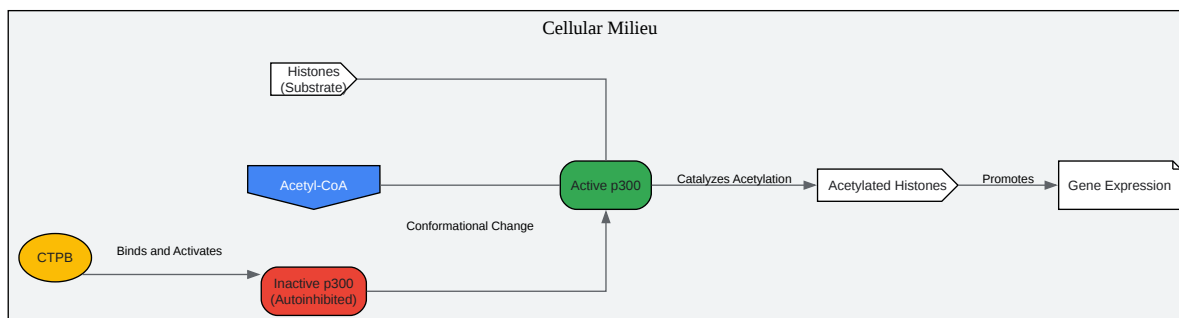 Cellular Milieu
Histones
(Substrate)
Acetyl-CoA
Active p300
Catalyzes Acetylation
Acetylated Histones
Promotes
Gene Expression
Conformational Change
CTPB
Binds and Activates
Inactive p300
(Autoinhibited)